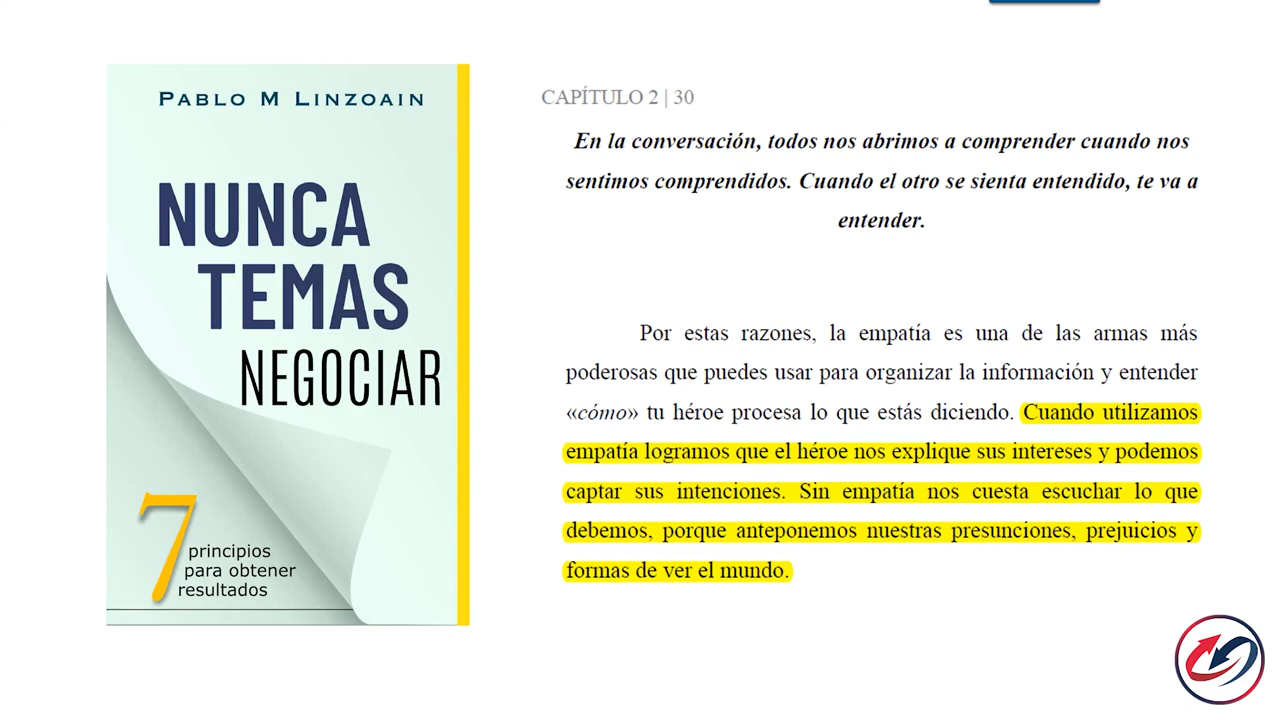 PABLO M LINZOAIN
NUNCA
TEMAS
NEGOCIAR
7
principios
para obtener
resultados
CAPÍTULO 2 | 30
En la conversación, todos nos abrimos a comprender cuando nos
sentimos comprendidos. Cuando el otro se sienta entendido, te va a
entender.
Por estas razones, la empatía es una de las armas más
poderosas que puedes usar para organizar la información y entender
«cómo» tu héroe procesa lo que estás diciendo. Cuando utilizamos
empatía logramos que el héroe nos explique sus intereses y podemos
captar sus intenciones. Sin empatía nos cuesta escuchar lo que
debemos, porque anteponemos nuestras presunciones, prejuicios y
formas de ver el mundo.